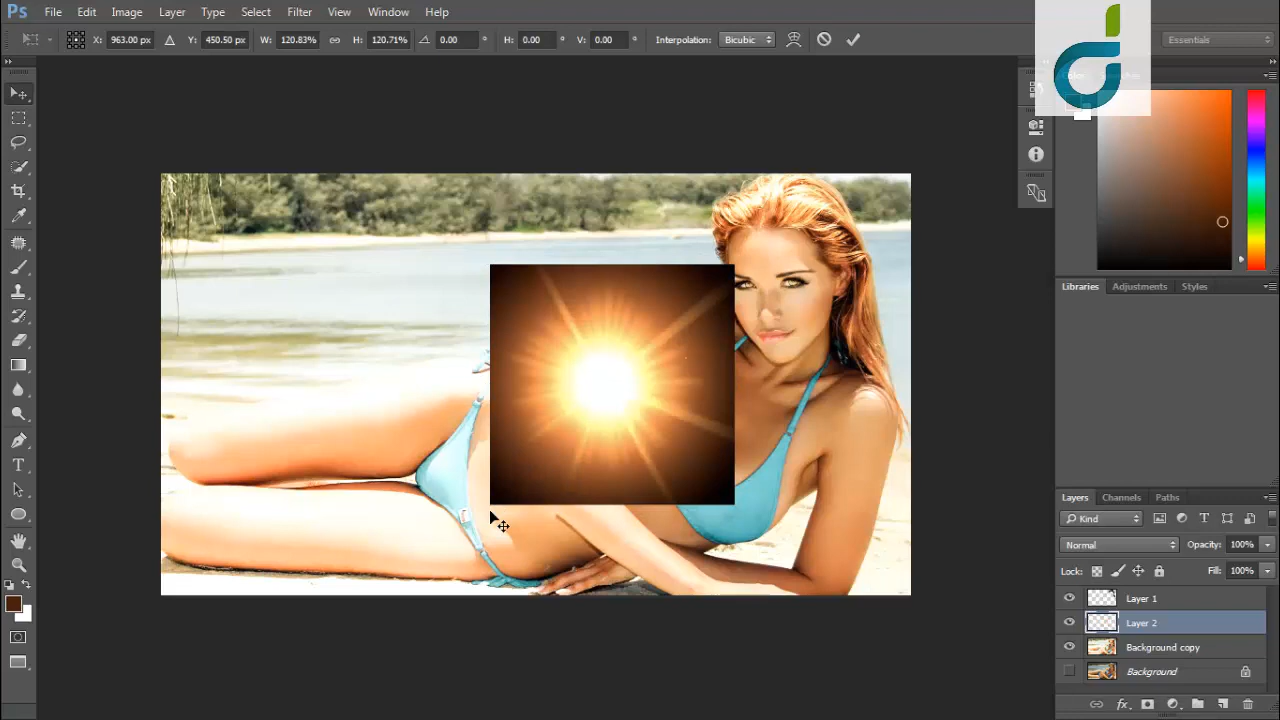 Ps File Edit Image Layer Type Select Filter View Window Help
X: 963.00 px Y: 450.50 px W: 120.83% H: 120.71% 0.00 ° H: 0.00 ° V: 0.00 ° Interpolation: Bicubic Essentials
Libraries Adjustments Styles
Layers Channels Paths
Kind
Normal Opacity: 100%
Lock: Fill: 100%
Layer 1
Layer 2
Background copy
Background
fx